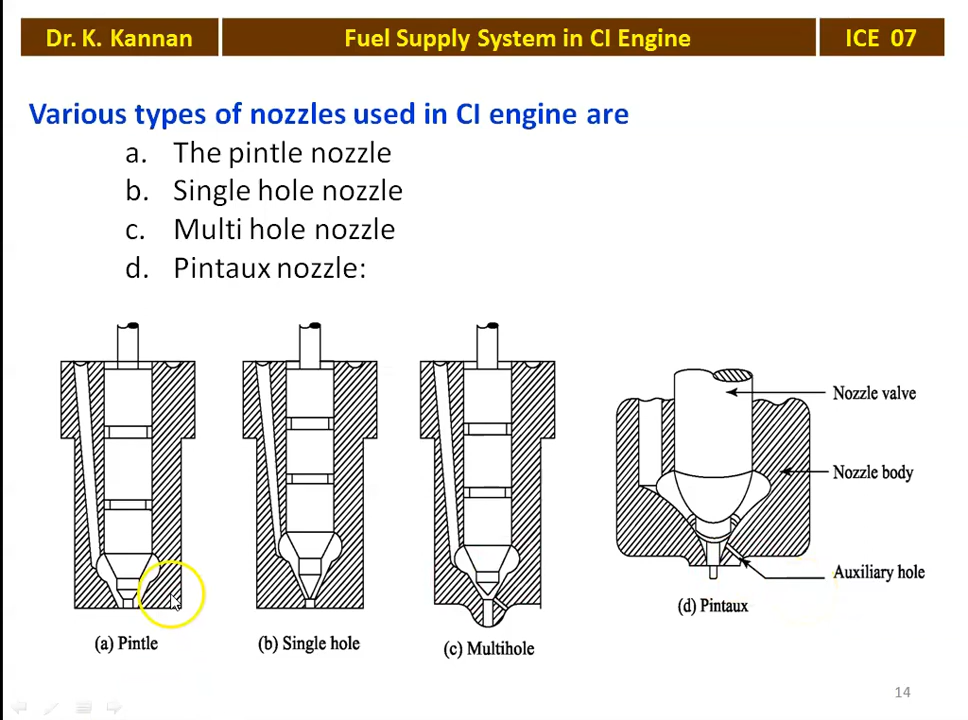 Dr. K. Kannan
Fuel Supply System in CI Engine
ICE 07
Various types of nozzles used in CI engine are
a. The pintle nozzle
b. Single hole nozzle
c. Multi hole nozzle
d. Pintaux nozzle:
Nozzle valve
Nozzle body
Auxiliary hole
(a) Pintle
(b) Single hole
(c) Multihole
(d) Pintaux
14